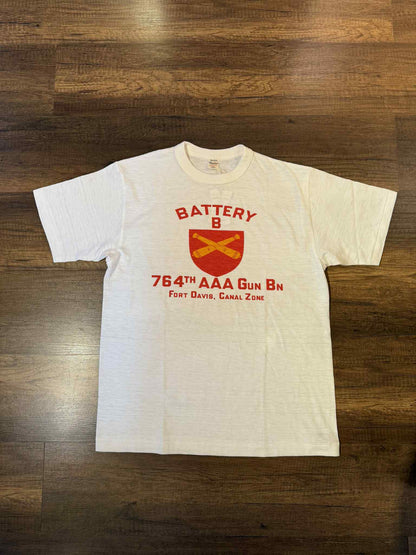 BATTERY
B
764TH AAA GUN BN
FORT DAVIS, CANAL ZONE